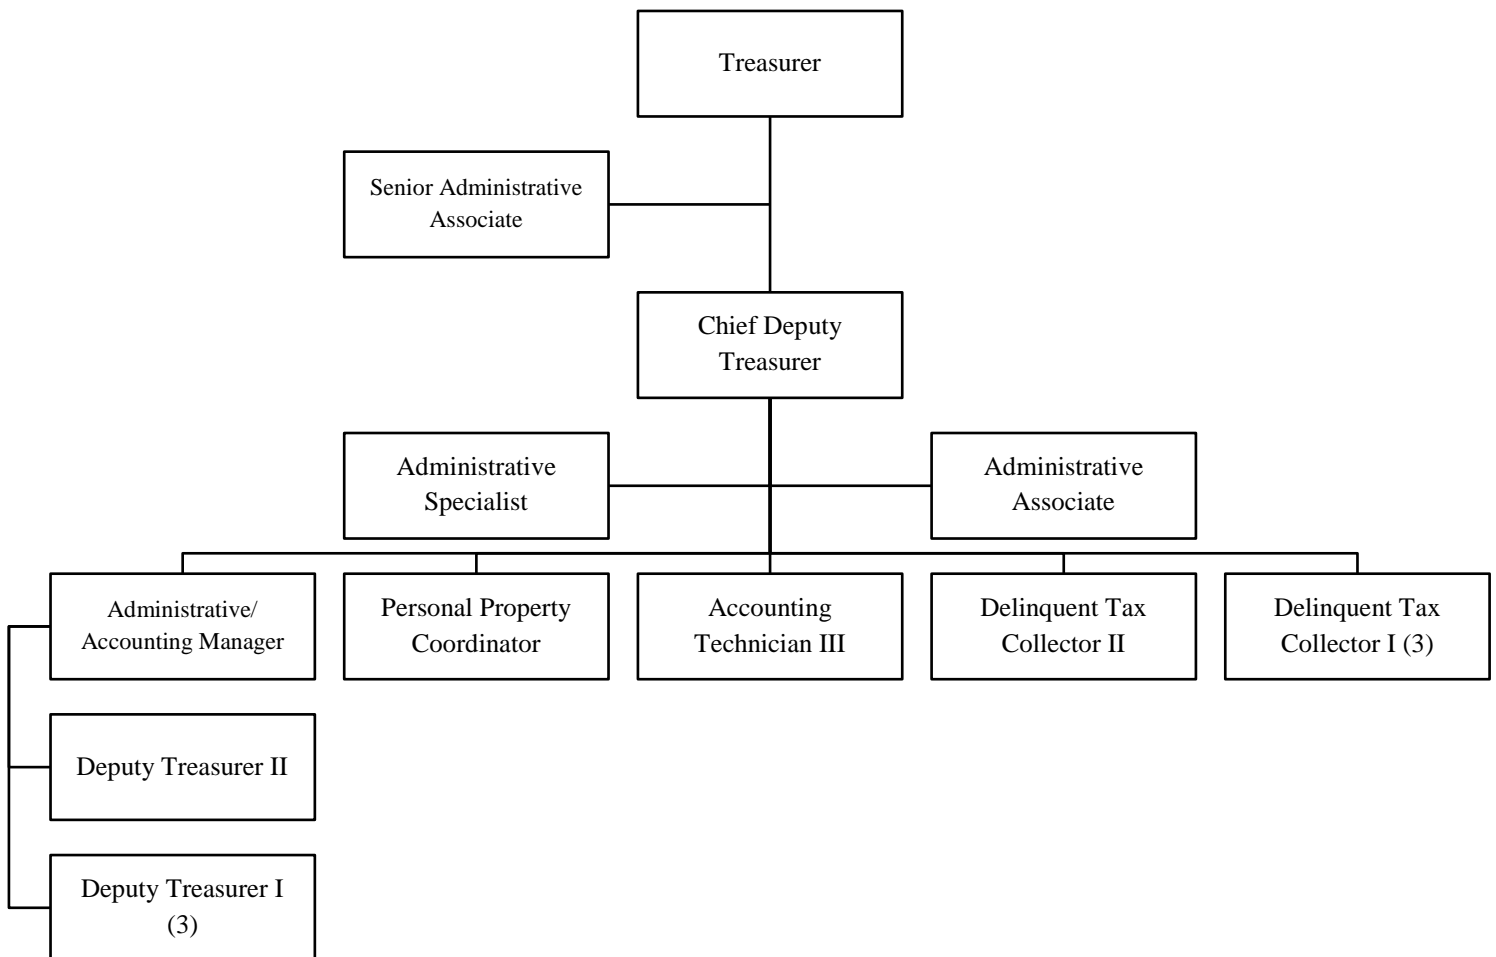 Treasurer
Senior Administrative
Associate
Chief Deputy
Treasurer
Administrative
Specialist
Administrative
Associate
Administrative/
Accounting Manager
Personal Property
Coordinator
Accounting
Technician III
Delinquent Tax
Collector II
Delinquent Tax
Collector I (3)
Deputy Treasurer II
Deputy Treasurer I
(3)